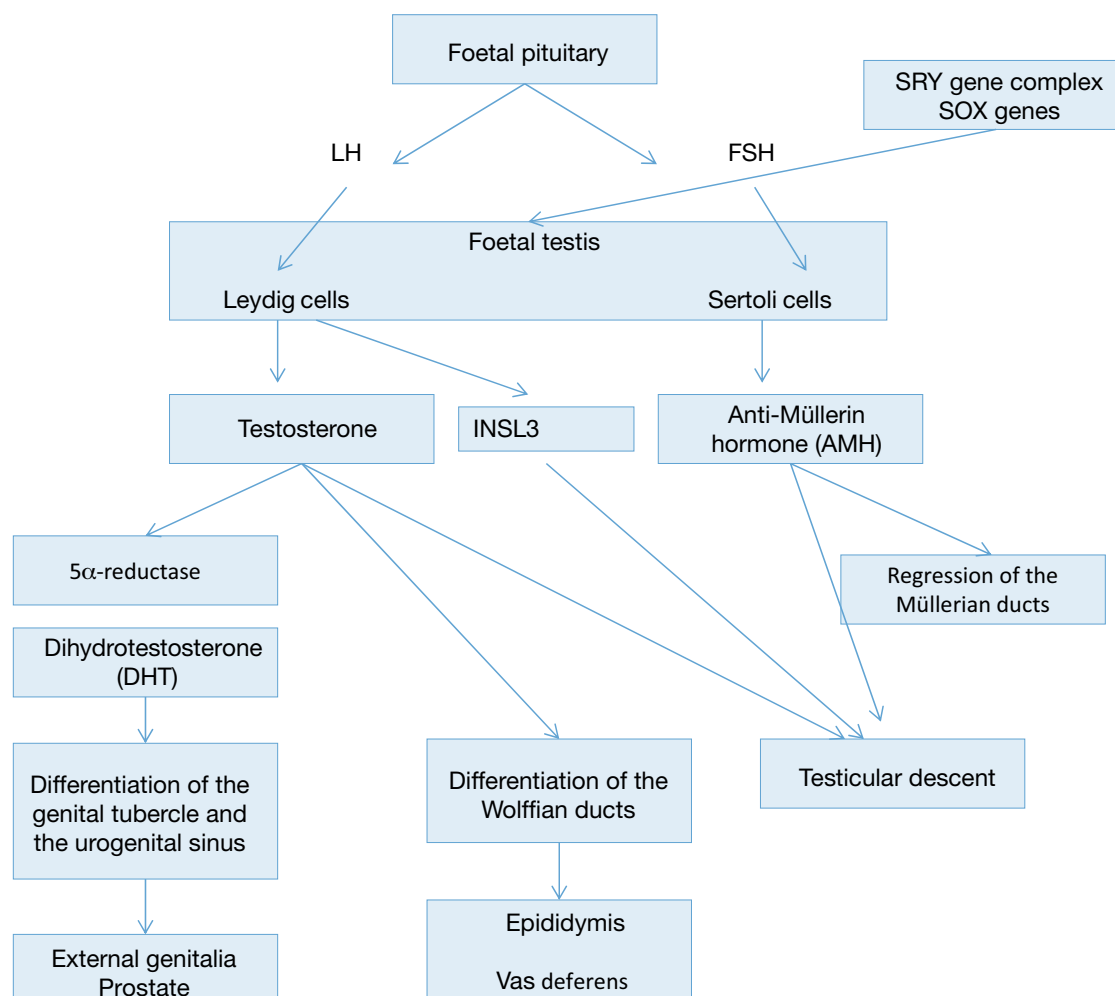 Foetal pituitary
SRY gene complex
SOX genes
LH
FSH
Foetal testis
Leydig cells
Sertoli cells
Testosterone
INSL3
Anti-Müllerin
hormone (AMH)
5α-reductase
Regression of the
Müllerian ducts
Dihydrotestosterone
(DHT)
Differentiation of the
genital tubercle and
the urogenital sinus
Differentiation of the
Wolffian ducts
Testicular descent
External genitalia
Prostate
Epididymis
Vas deferens